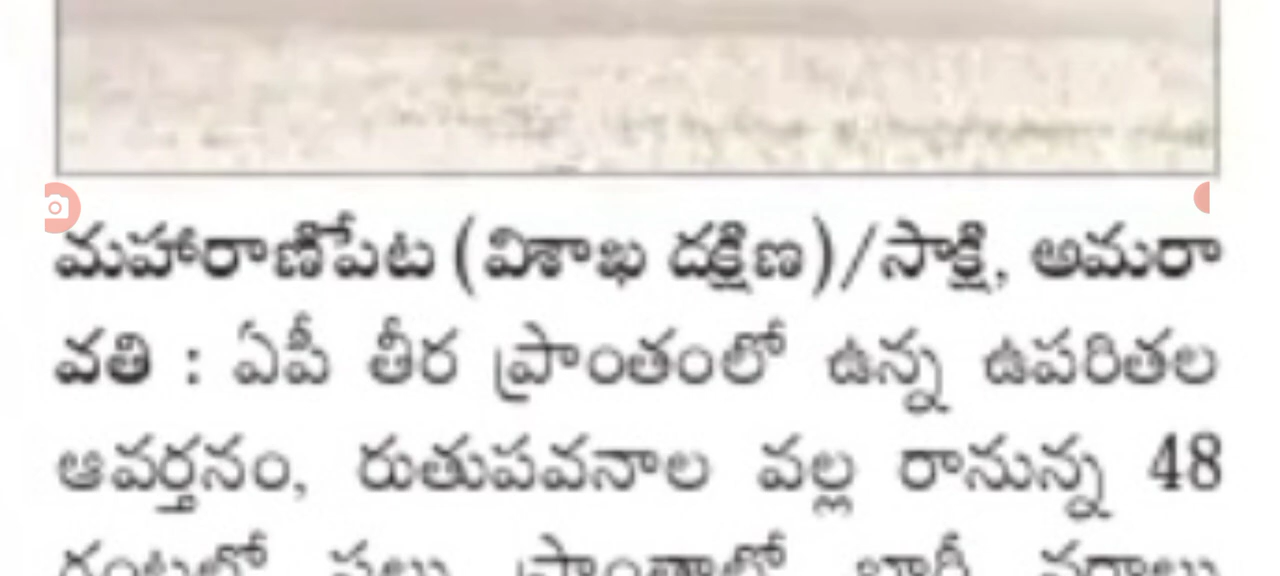 మహారాణిపేట (విశాఖ దక్షిణ)/సాక్షి, అమరా
వతి : ఏపీ తీర ప్రాంతంలో ఉన్న ఉపరితల
ఆవర్తనం, రుతుపవనాల వల్ల రానున్న 48